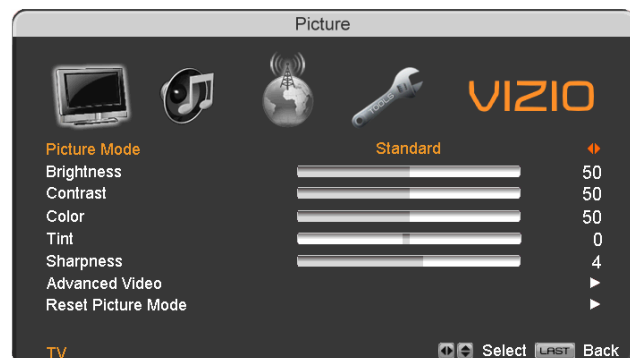 Picture
TOOLS
VIZIO
Picture Mode Standard
Brightness 50
Contrast 50
Color 50
Tint 0
Sharpness 4
Advanced Video
Reset Picture Mode
TV Select LAST Back